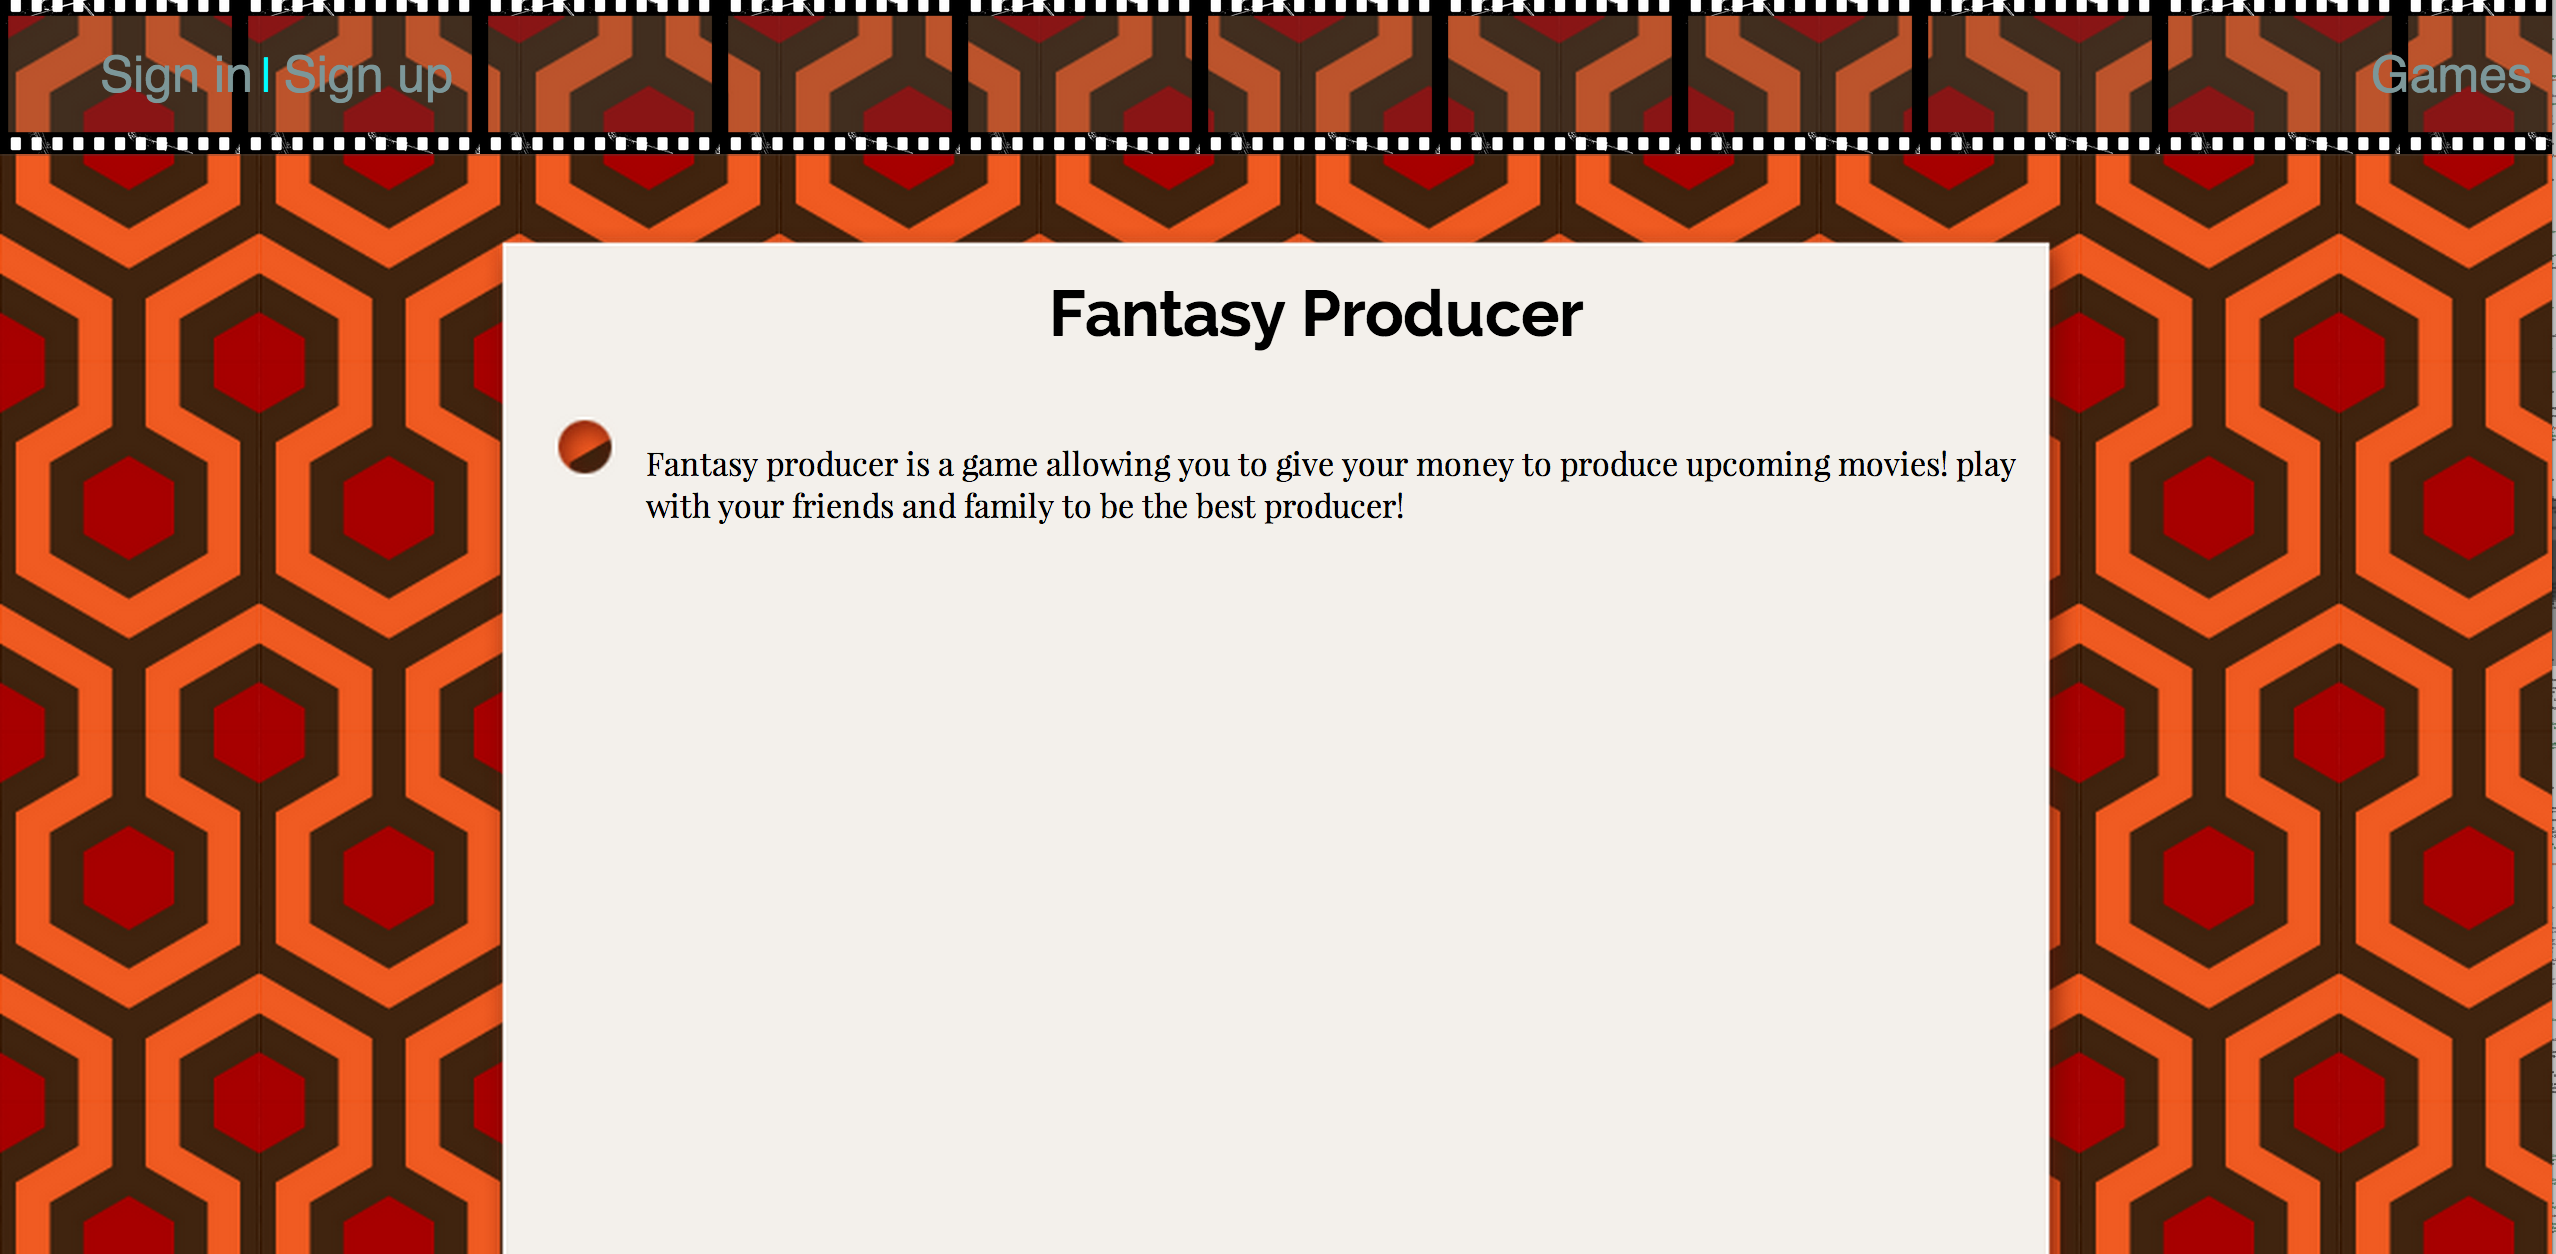 Sign in | Sign up
Games
Fantasy Producer
Fantasy producer is a game allowing you to give your money to produce upcoming movies! play
with your friends and family to be the best producer!